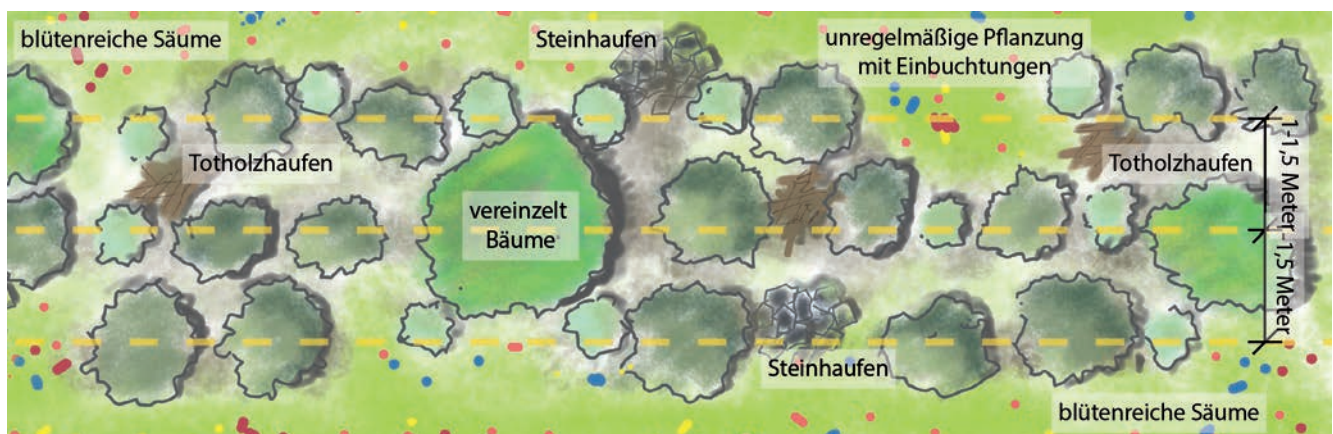 blütenreiche Säume
Steinhaufen
unregelmäßige Pflanzung
mit Einbuchtungen
Totholzhaufen
Totholzhaufen
vereinzelt
Bäume
1-1,5 Meter
-1,5 Meter
Steinhaufen
blütenreiche Säume